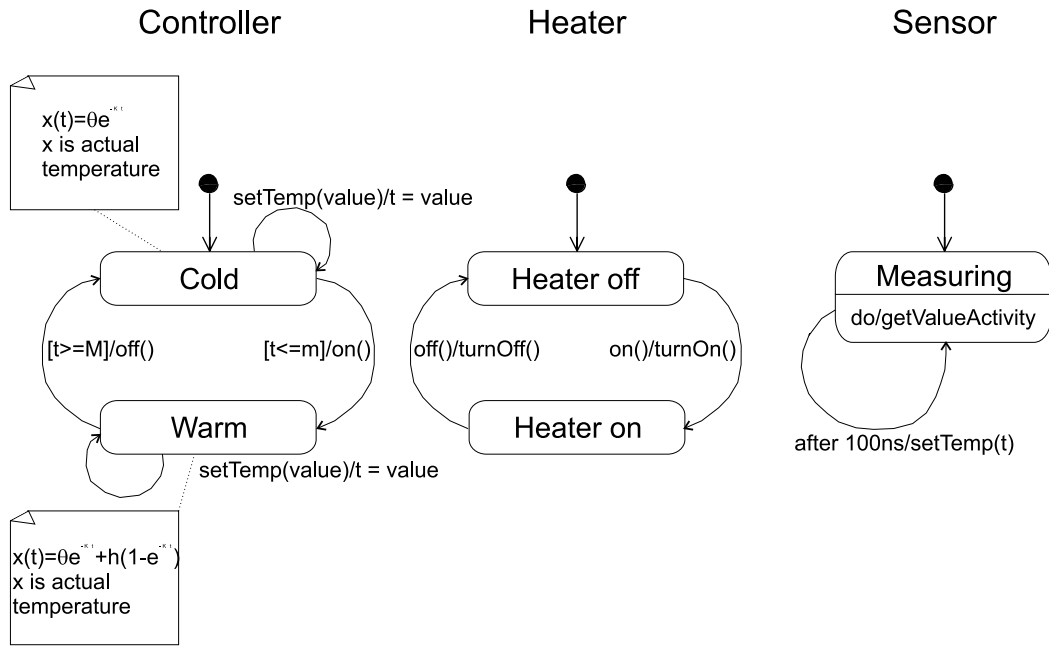 Controller
Heater
Sensor
x(t)=θe^-κt
x is actual
temperature
setTemp(value)/t = value
Cold
Heater off
Measuring
do/getValueActivity
[t>=M]/off()
[t<=m]/on()
off()/turnOff()
on()/turnOn()
Warm
Heater on
after 100ns/setTemp(t)
setTemp(value)/t = value
x(t)=θe^-κt+h(1-e^-κt)
x is actual
temperature